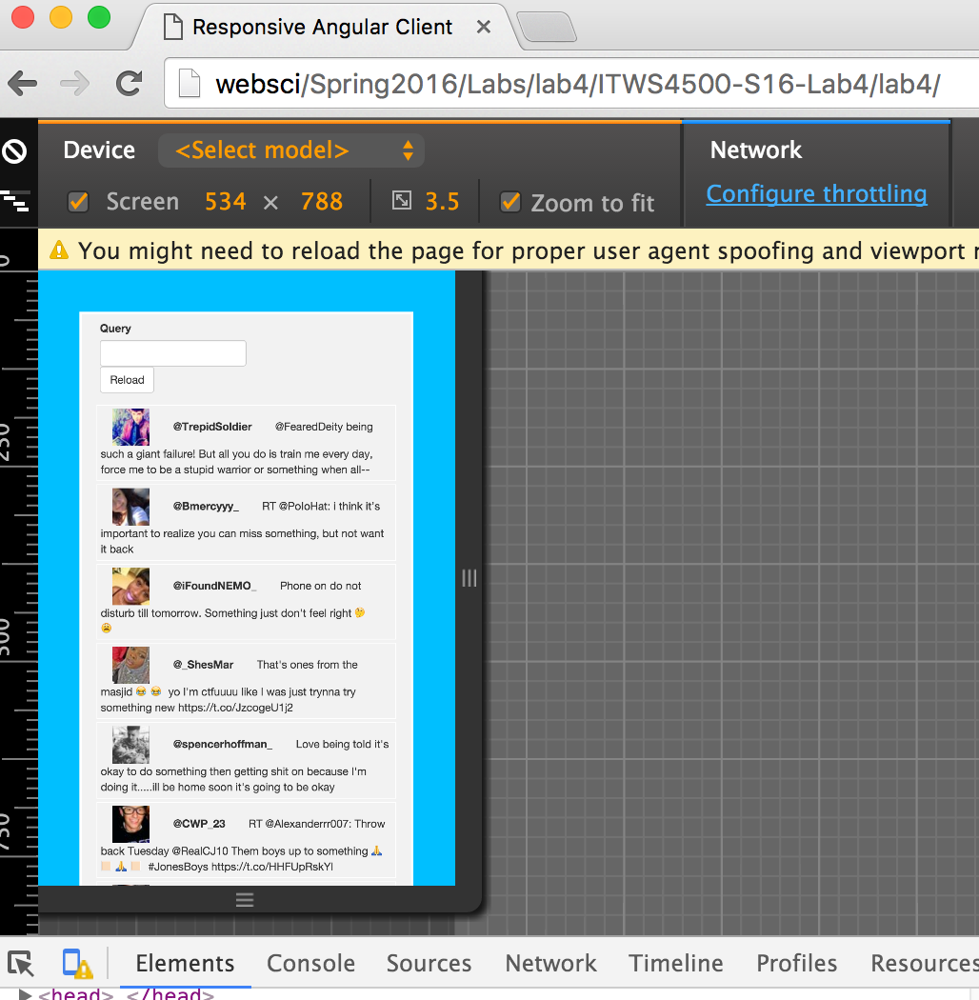 Responsive Angular Client
websci/Spring2016/Labs/lab4/ITWS4500-S16-Lab4/lab4/
Device <Select model> Network
Screen 534 × 788 3.5 Zoom to fit Configure throttling
You might need to reload the page for proper user agent spoofing and viewport r
0
250
500
750
Query
Reload
@TrepidSoldier @FearedDeity being
such a giant failure! But all you do is train me every day,
force me to be a stupid warrior or something when all--
@Bmercyyy_ RT @PoloHat: i think it's
important to realize you can miss something, but not want
it back
@iFoundNEMO_ Phone on do not
disturb till tomorrow. Something just don't feel right 🤔
😩
@_ShesMar That's ones from the
masjid 😂 😂 yo I'm ctfuuuu like I was just trynna try
something new https://t.co/JzcogeU1j2
@spencerhoffman_ Love being told it's
okay to do something then getting shit on because I'm
doing it.....ill be home soon it's going to be okay
@CWP_23 RT @Alexanderrr007: Throw
back Tuesday @RealCJ10 Them boys up to something 🙏
🏻 🙏 🏻 #JonesBoys https://t.co/HHFUpRskYl
Elements Console Sources Network Timeline Profiles Resources
<head> </head>